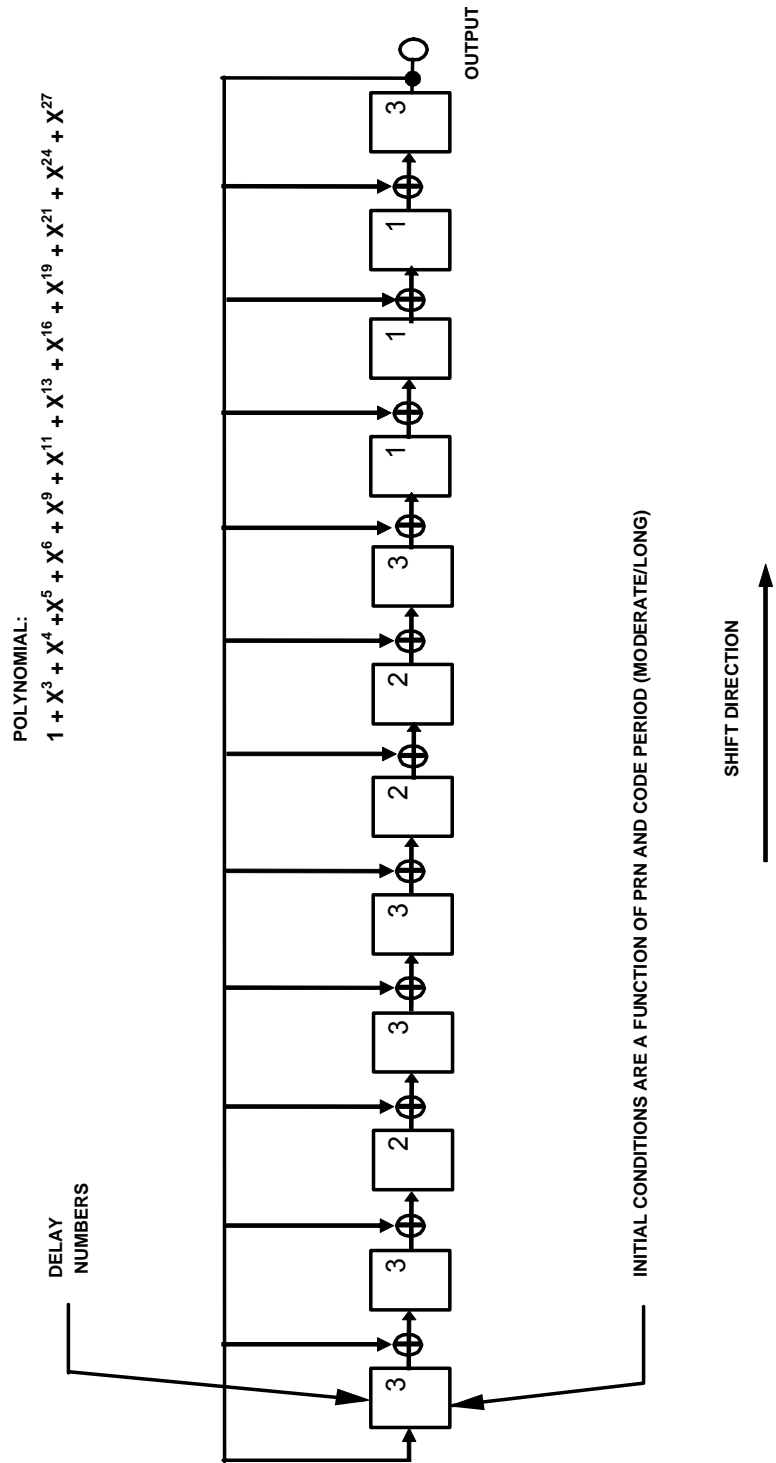 POLYNOMIAL:
1 + X³ + X⁴ +X⁵ + X⁶ + X⁹ + X¹¹ + X¹³ + X¹⁶ + X¹⁹ + X²¹ + X²⁴ + X²⁷
DELAY
NUMBERS
3
3
2
3
3
2
2
3
1
1
1
3
OUTPUT
INITIAL CONDITIONS ARE A FUNCTION OF PRN AND CODE PERIOD (MODERATE/LONG)
SHIFT DIRECTION